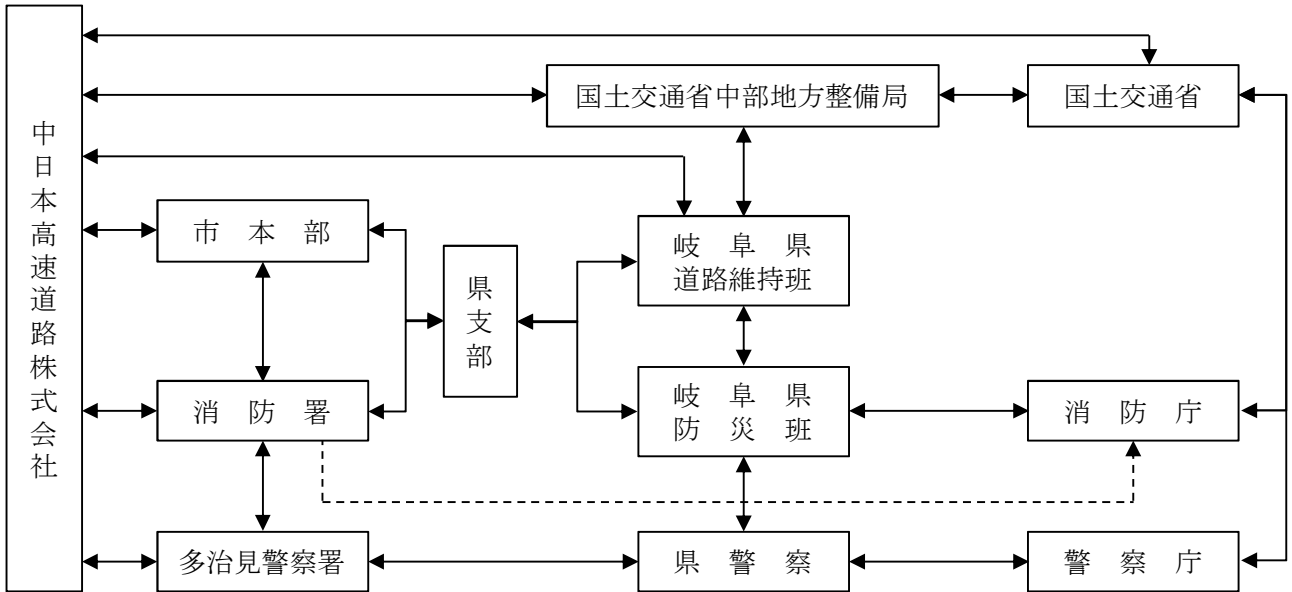 中日本高速道路株式会社
国土交通省中部地方整備局
国土交通省
市本部
県支部
岐阜県
道路維持班
消防署
岐阜県
防災班
消防庁
多治見警察署
県警察
警察庁